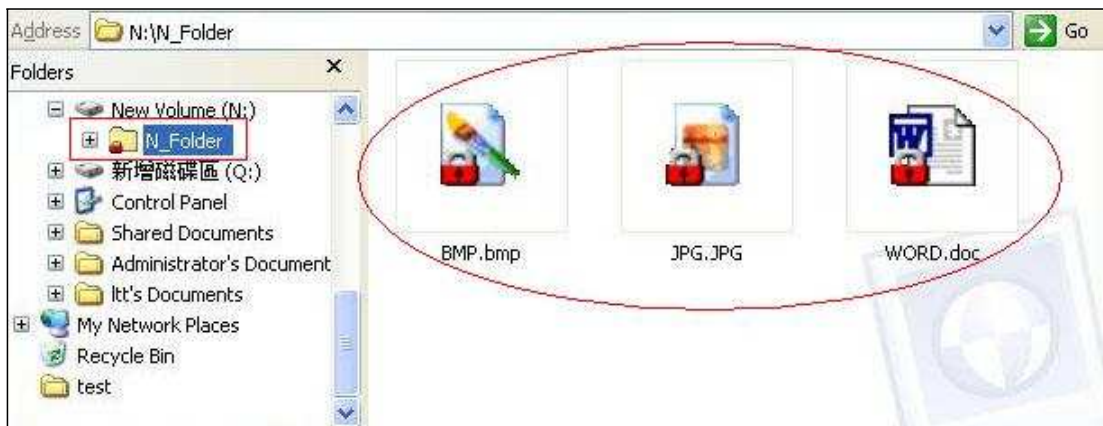 Address N:\N_Folder Go
Folders
New Volume (N:)
N_Folder
新增磁碟區 (Q:)
Control Panel
Shared Documents
Administrator's Document
ltt's Documents
My Network Places
Recycle Bin
test
BMP.bmp JPG.JPG WORD.doc